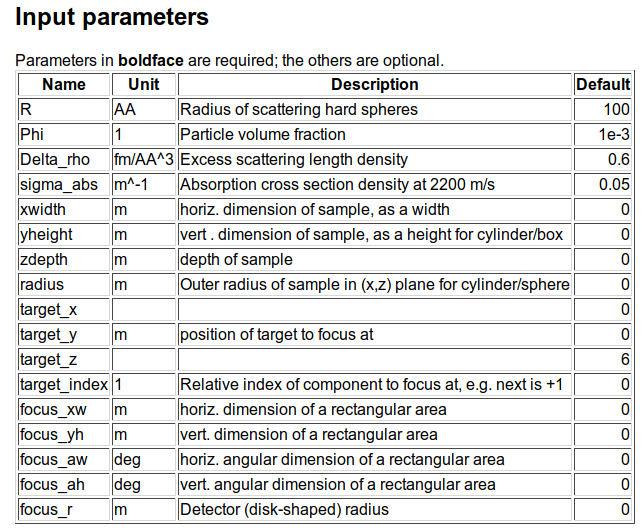 Input parameters
Parameters in boldface are required; the others are optional.
Name Unit Description Default
R AA Radius of scattering hard spheres 100
Phi 1 Particle volume fraction 1e-3
Delta_rho fm/AA^3 Excess scattering length density 0.6
sigma_abs m^-1 Absorption cross section density at 2200 m/s 0.05
xwidth m horiz. dimension of sample, as a width 0
yheight m vert . dimension of sample, as a height for cylinder/box 0
zdepth m depth of sample 0
radius m Outer radius of sample in (x,z) plane for cylinder/sphere 0
target_x 0
target_y m position of target to focus at 0
target_z 6
target_index 1 Relative index of component to focus at, e.g. next is +1 0
focus_xw m horiz. dimension of a rectangular area 0
focus_yh m vert. dimension of a rectangular area 0
focus_aw deg horiz. angular dimension of a rectangular area 0
focus_ah deg vert. angular dimension of a rectangular area 0
focus_r m Detector (disk-shaped) radius 0